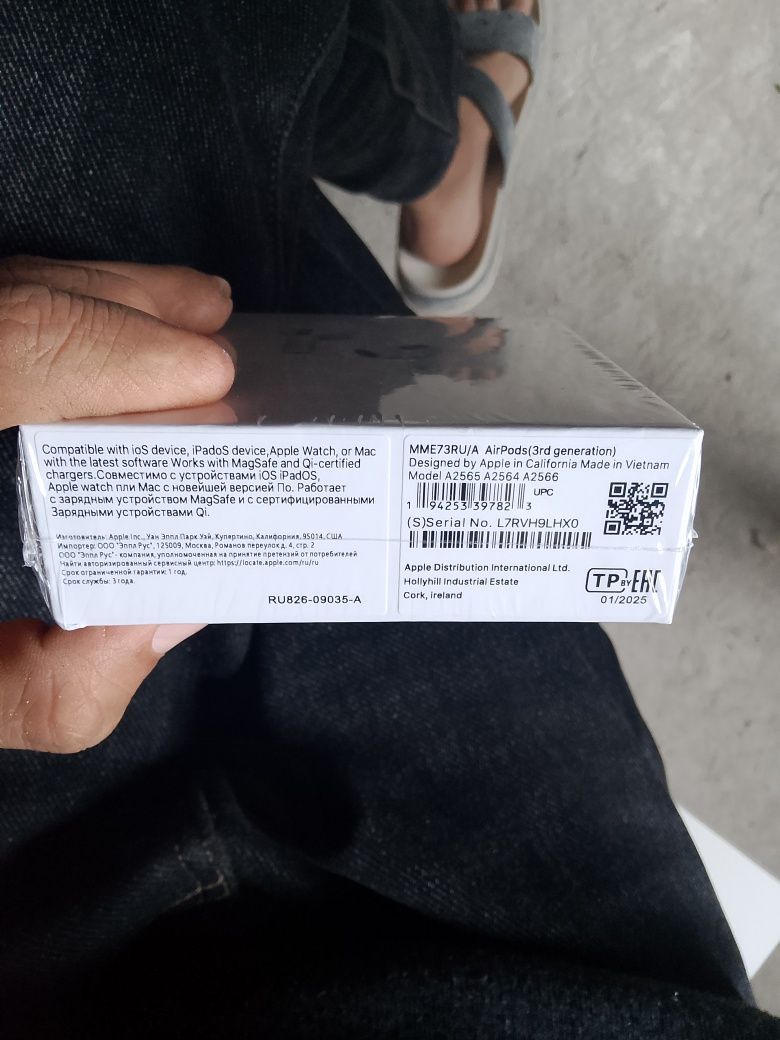 Compatible with ioS device, iPadoS device,Apple Watch, or Mac
with the latest software Works with MagSafe and Qi-certified
chargers.Совместимо с устройствами iOS iPadOS,
Apple watch пли Mac с новейшей версией По. Работает
с зарядным устройством MagSafe и с сертифицированными
Зарядными устройствами Qi.
Изготовитель: Apple Inc., Уан Эппл Парк Уэй, Купертино, Калифорния, 95014, США
Импортер: ООО "Эппл Рус", 125009, Москва, Романов переулок д. 4, стр. 2
ООО "Эппл Рус" - компания, уполномоченная на принятие претензий от потребителей
Найти авторизированный сервисный центр: https://locate.apple.com/ru/ru
Срок ограниченной гарантии: 1 год.
Срок службы: 3 года.
RU826-09035-A
MME73RU/A AirPods(3rd generation)
Designed by Apple in California Made in Vietnam
Model A2565 A2564 A2566
UPC
1 94253 39782 3
(S)Serial No. L7RVH9LHX0
Apple Distribution International Ltd.
Hollyhill Industrial Estate
Cork, ireland
TP BY EAC
01/2025